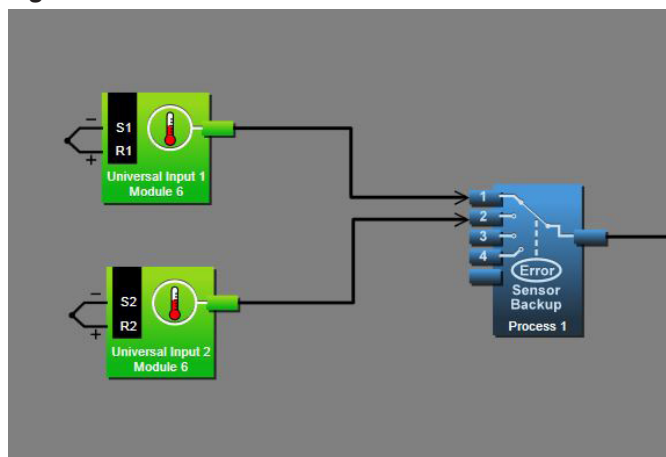 S1
R1
Universal Input 1
Module 6
S2
R2
Universal Input 2
Module 6
1
2
3
4
Error
Sensor
Backup
Process 1